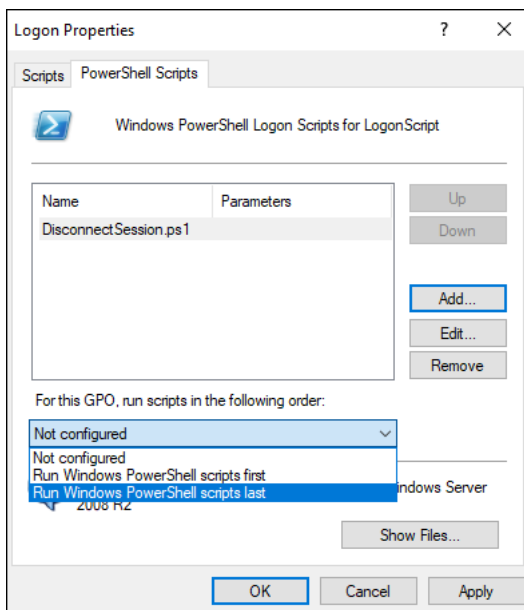 Logon Properties
?
Scripts
PowerShell Scripts
Windows PowerShell Logon Scripts for LogonScript
Name
Parameters
DisconnectSession.ps1
Up
Down
Add...
Edit...
Remove
For this GPO, run scripts in the following order:
Not configured
Not configured
Run Windows PowerShell scripts first
Run Windows PowerShell scripts last
indows Server
2008 R2
Show Files...
OK
Cancel
Apply